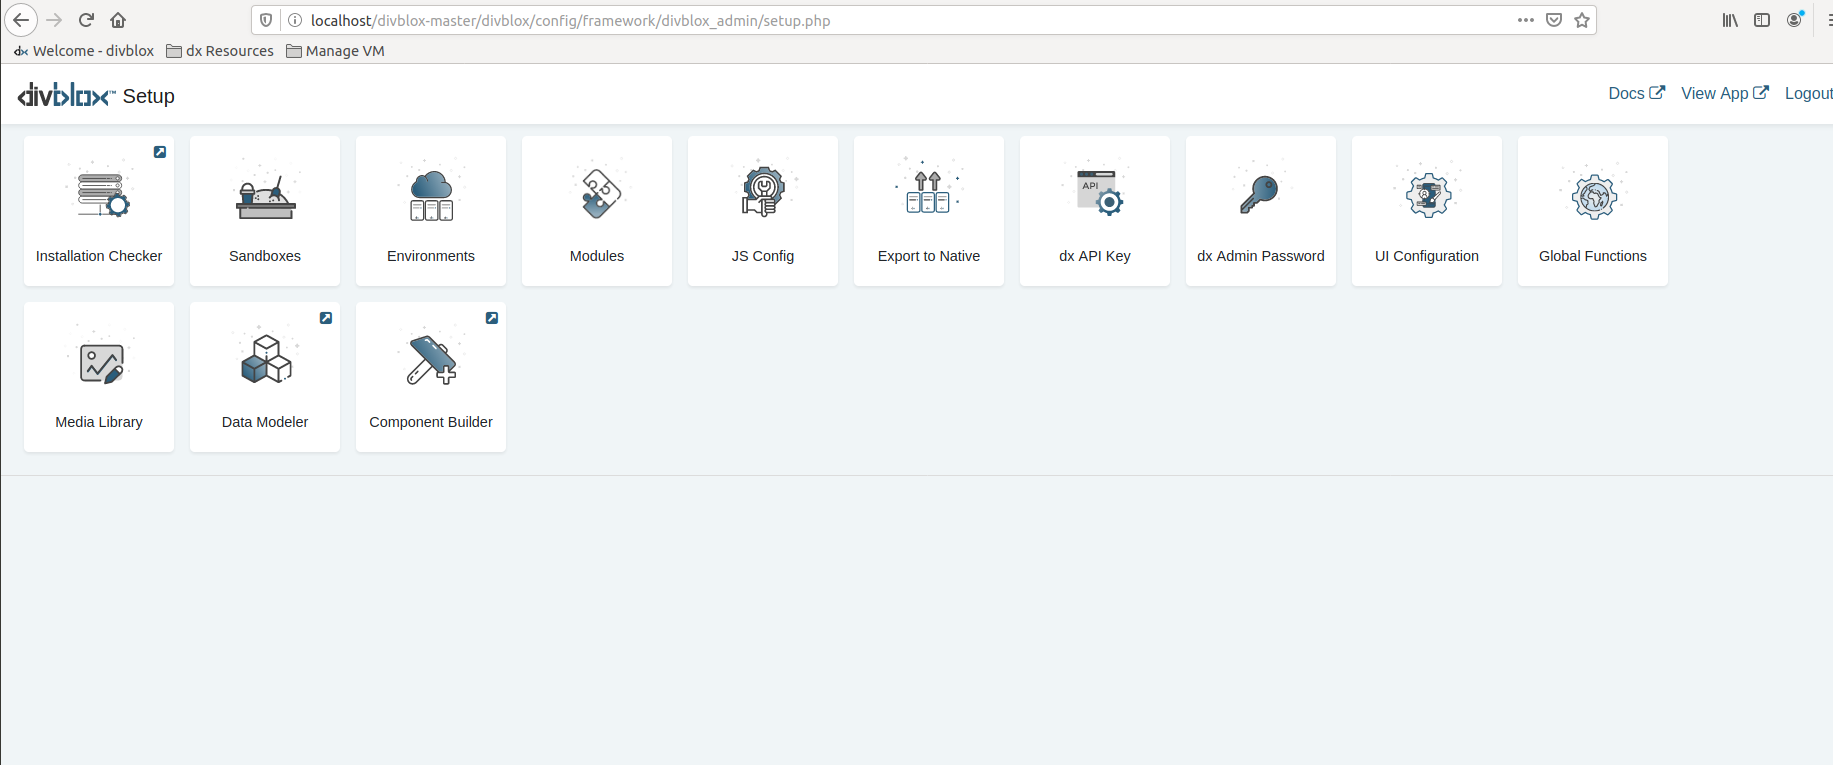 localhost/divblox-master/divblox/config/framework/divblox_admin/setup.php
dx Welcome - divblox dx Resources Manage VM
divblox™ Setup Docs View App Logout
API
Installation Checker Sandboxes Environments Modules JS Config Export to Native dx API Key dx Admin Password UI Configuration Global Functions
Media Library Data Modeler Component Builder